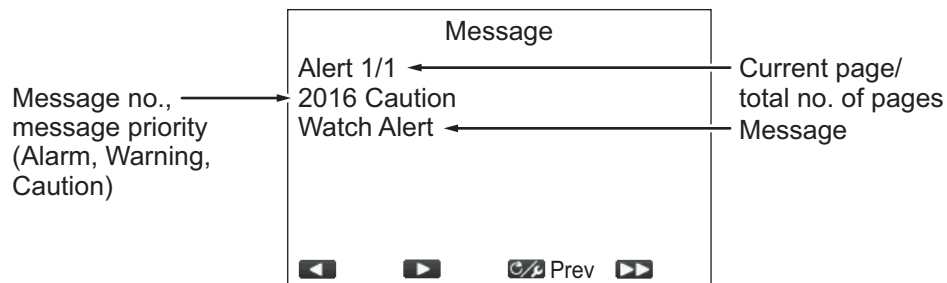 Message
Alert 1/1
2016 Caution
Watch Alert
Prev
Message no.,
message priority
(Alarm, Warning,
Caution)
Current page/
total no. of pages
Message